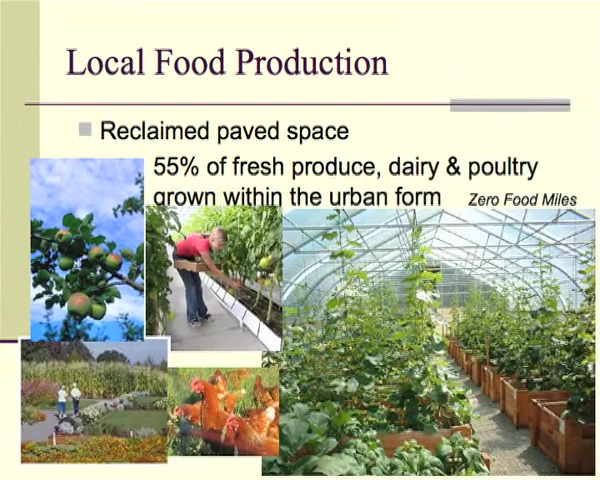 Local Food Production
Reclaimed paved space
55% of fresh produce, dairy & poultry
grown within the urban form
Zero Food Miles